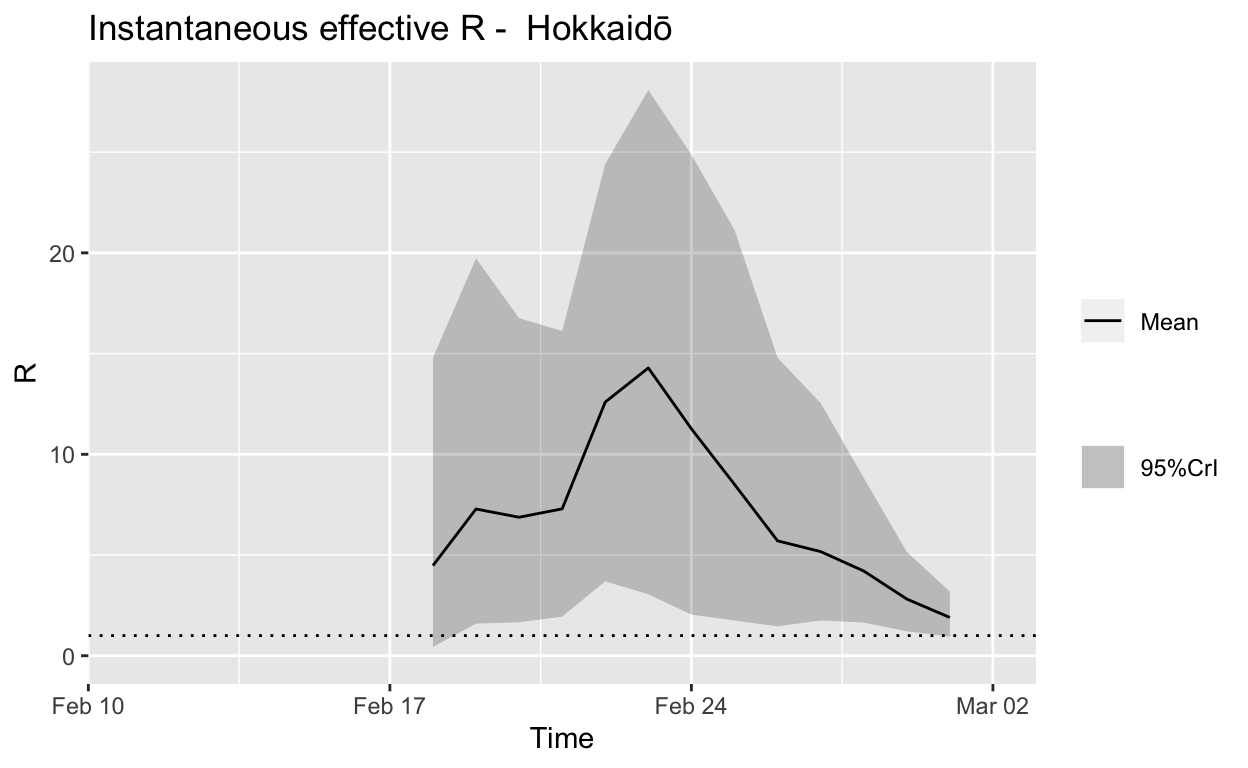 Instantaneous effective R -  Hokkaidō
R
20
10
0
Feb 10
Feb 17
Feb 24
Mar 02
Time
Mean
95%CrI